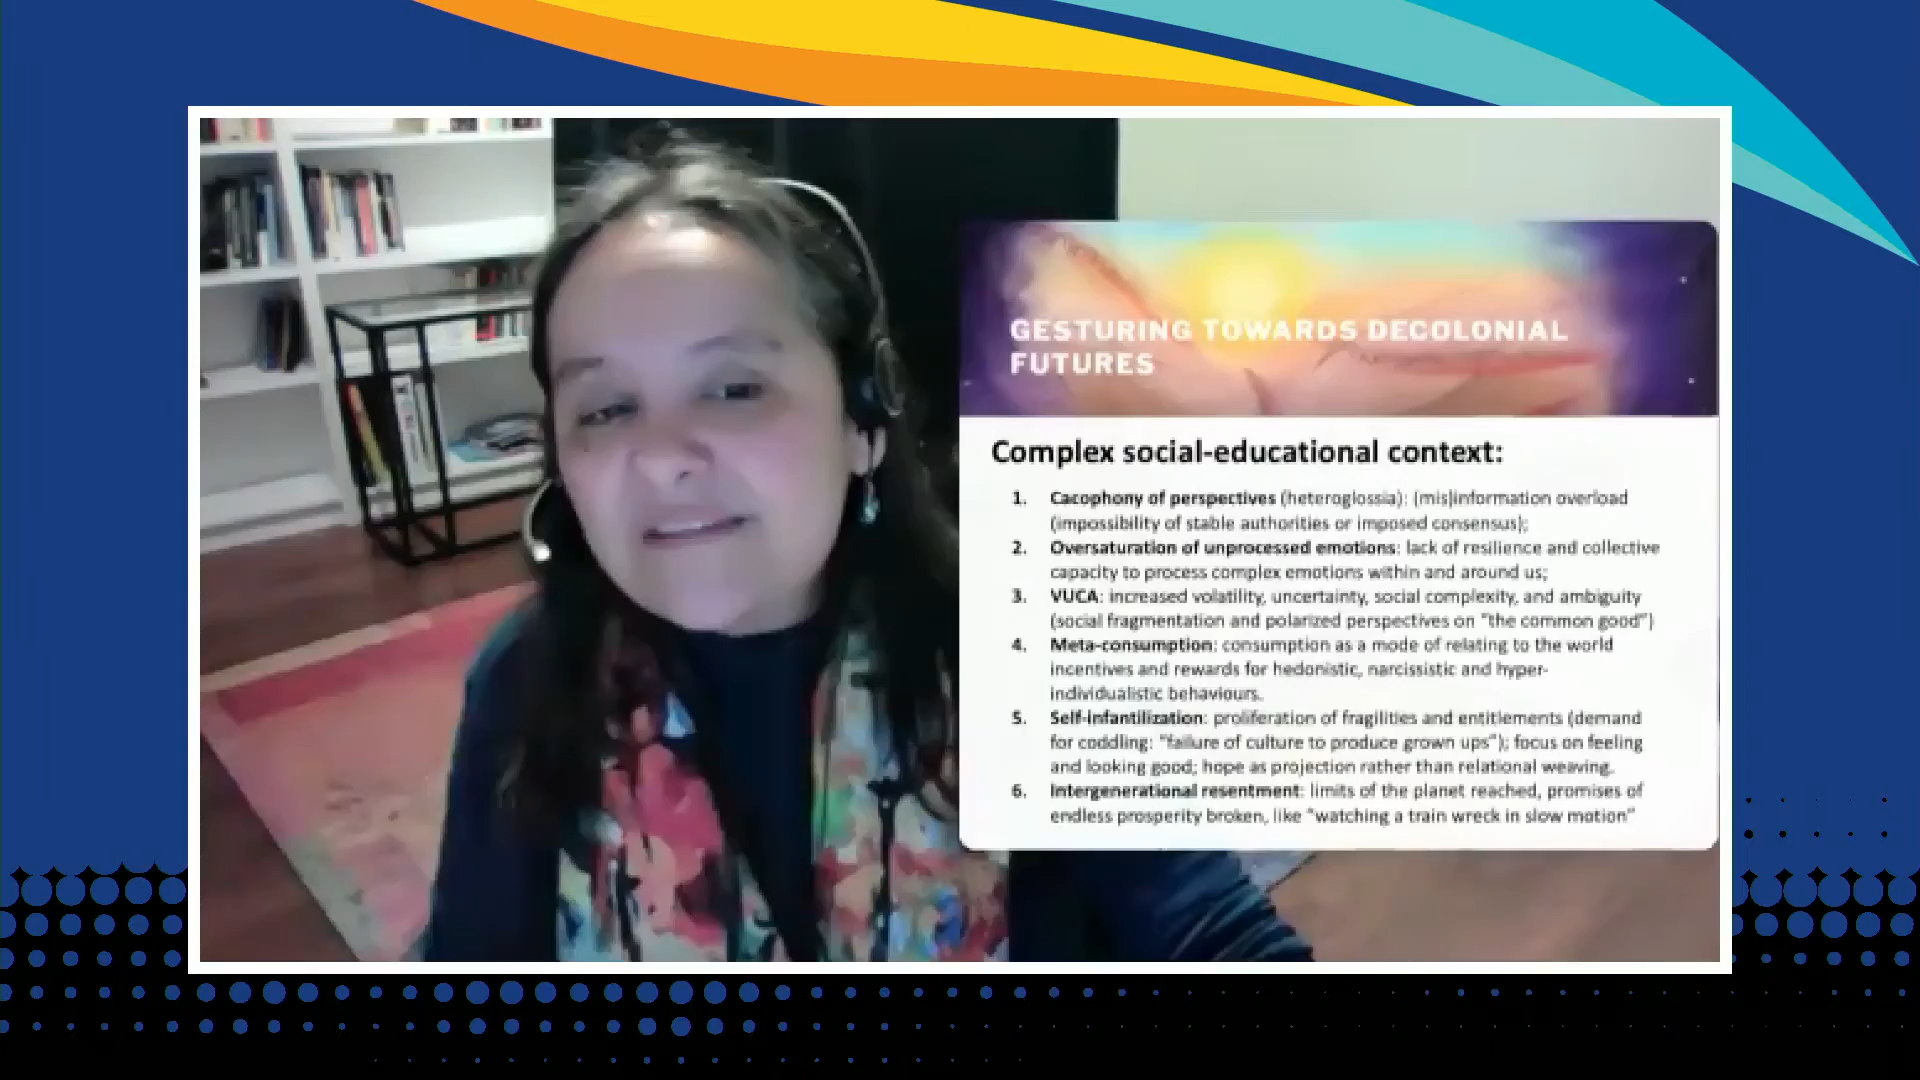 GESTURING TOWARDS DECOLONIAL
FUTURES
Complex social-educational context:
1. Cacophony of perspectives (heteroglossia): (mis)information overload
(impossibility of stable authorities or imposed consensus);
2. Oversaturation of unprocessed emotions: lack of resilience and collective
capacity to process complex emotions within and around us;
3. VUCA: increased volatility, uncertainty, social complexity, and ambiguity
(social fragmentation and polarized perspectives on "the common good")
4. Meta-consumption: consumption as a mode of relating to the world
incentives and rewards for hedonistic, narcissistic and hyper-
individualistic behaviours.
5. Self-infantilization: proliferation of fragilities and entitlements (demand
for coddling: "failure of culture to produce grown ups"); focus on feeling
and looking good; hope as projection rather than relational weaving.
6. Intergenerational resentment: limits of the planet reached, promises of
endless prosperity broken, like "watching a train wreck in slow motion"